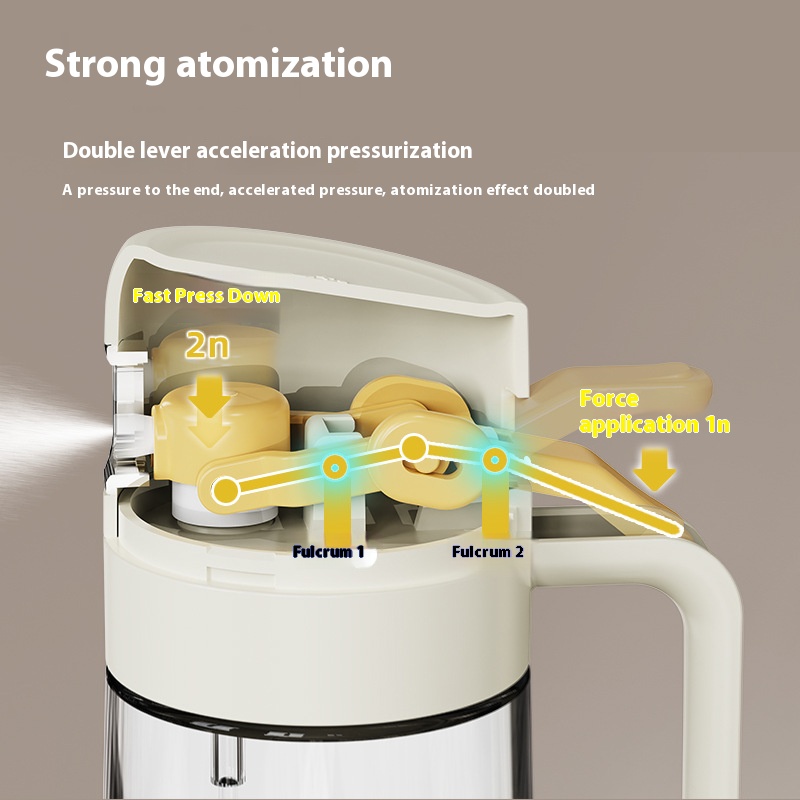 Strong atomization
Double lever acceleration pressurization
A pressure to the end, accelerated pressure, atomization effect doubled
Fast Press Down
2n
Force
application 1n
Fulcrum 1
Fulcrum 2